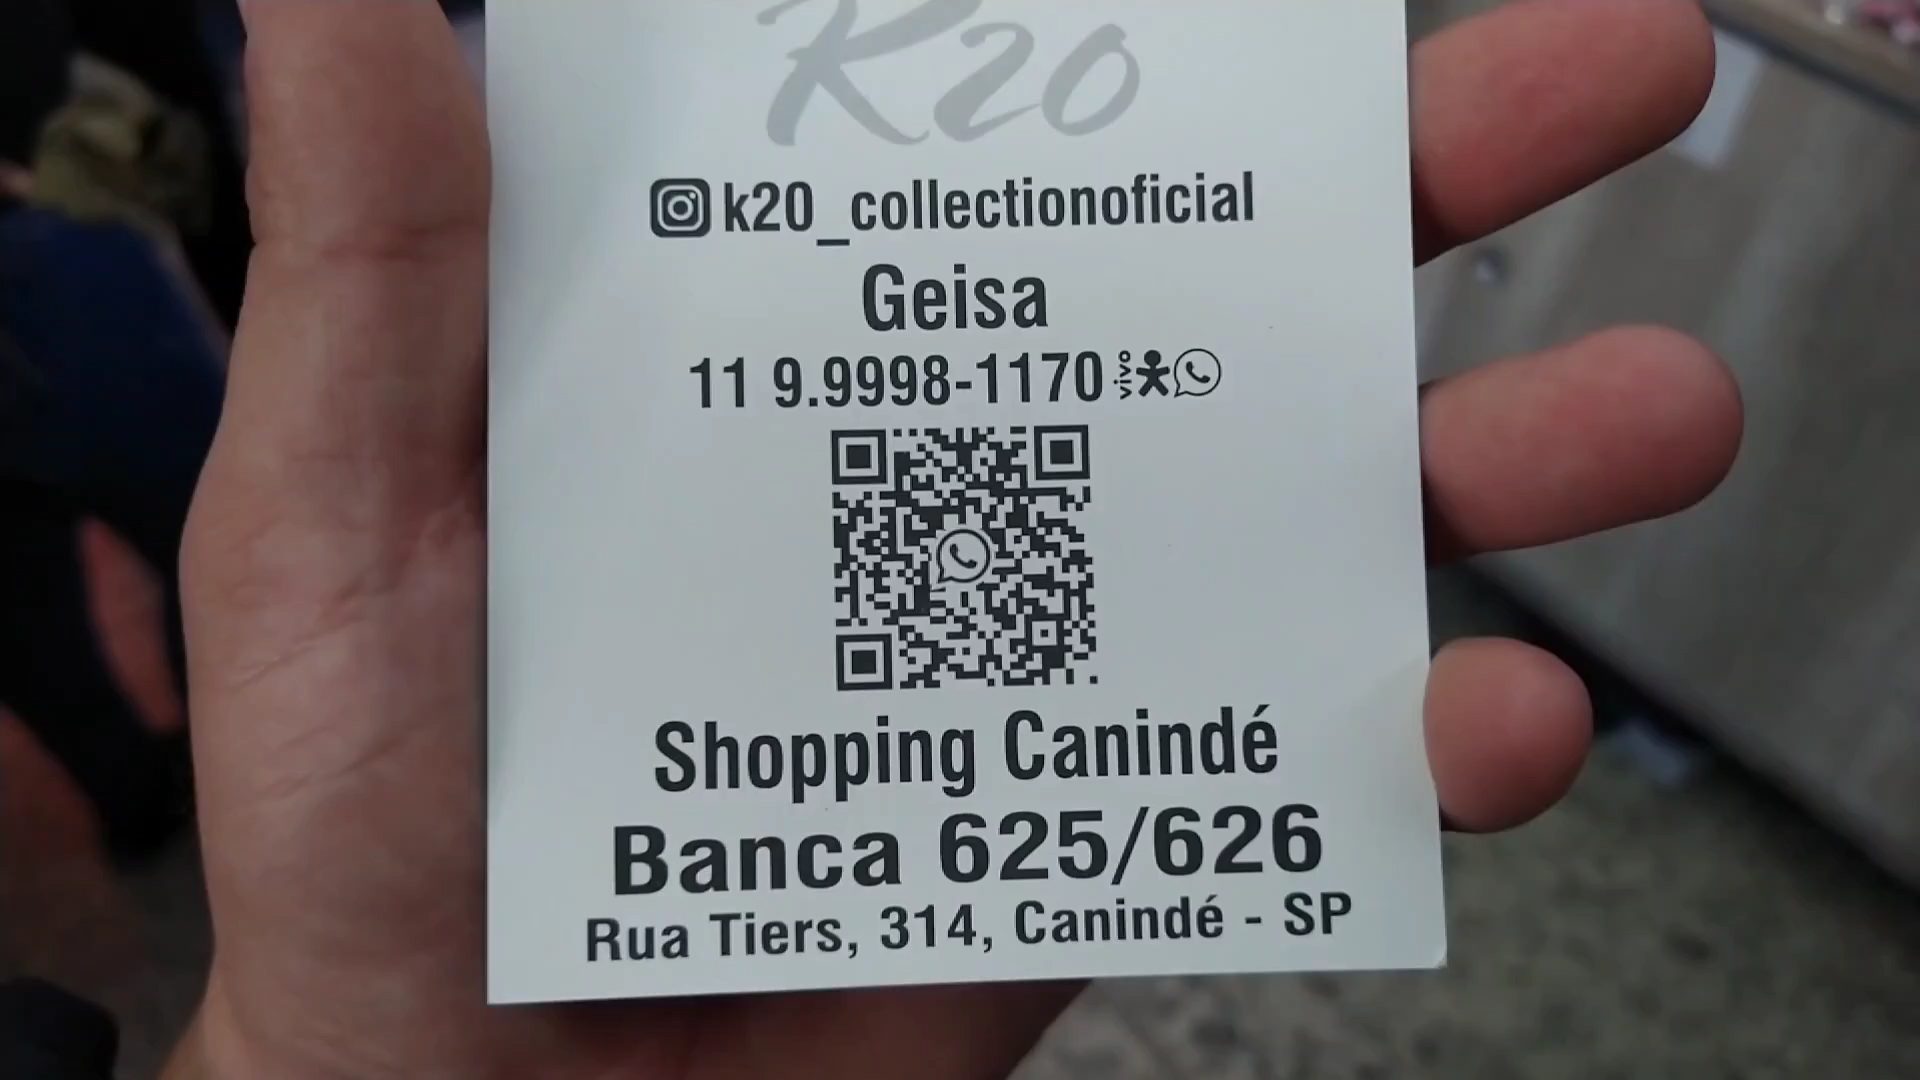 K20
k20_collectionoficial
Geisa
11 9.9998-1170 vivo
Shopping Canindé
Banca 625/626
Rua Tiers, 314, Canindé - SP